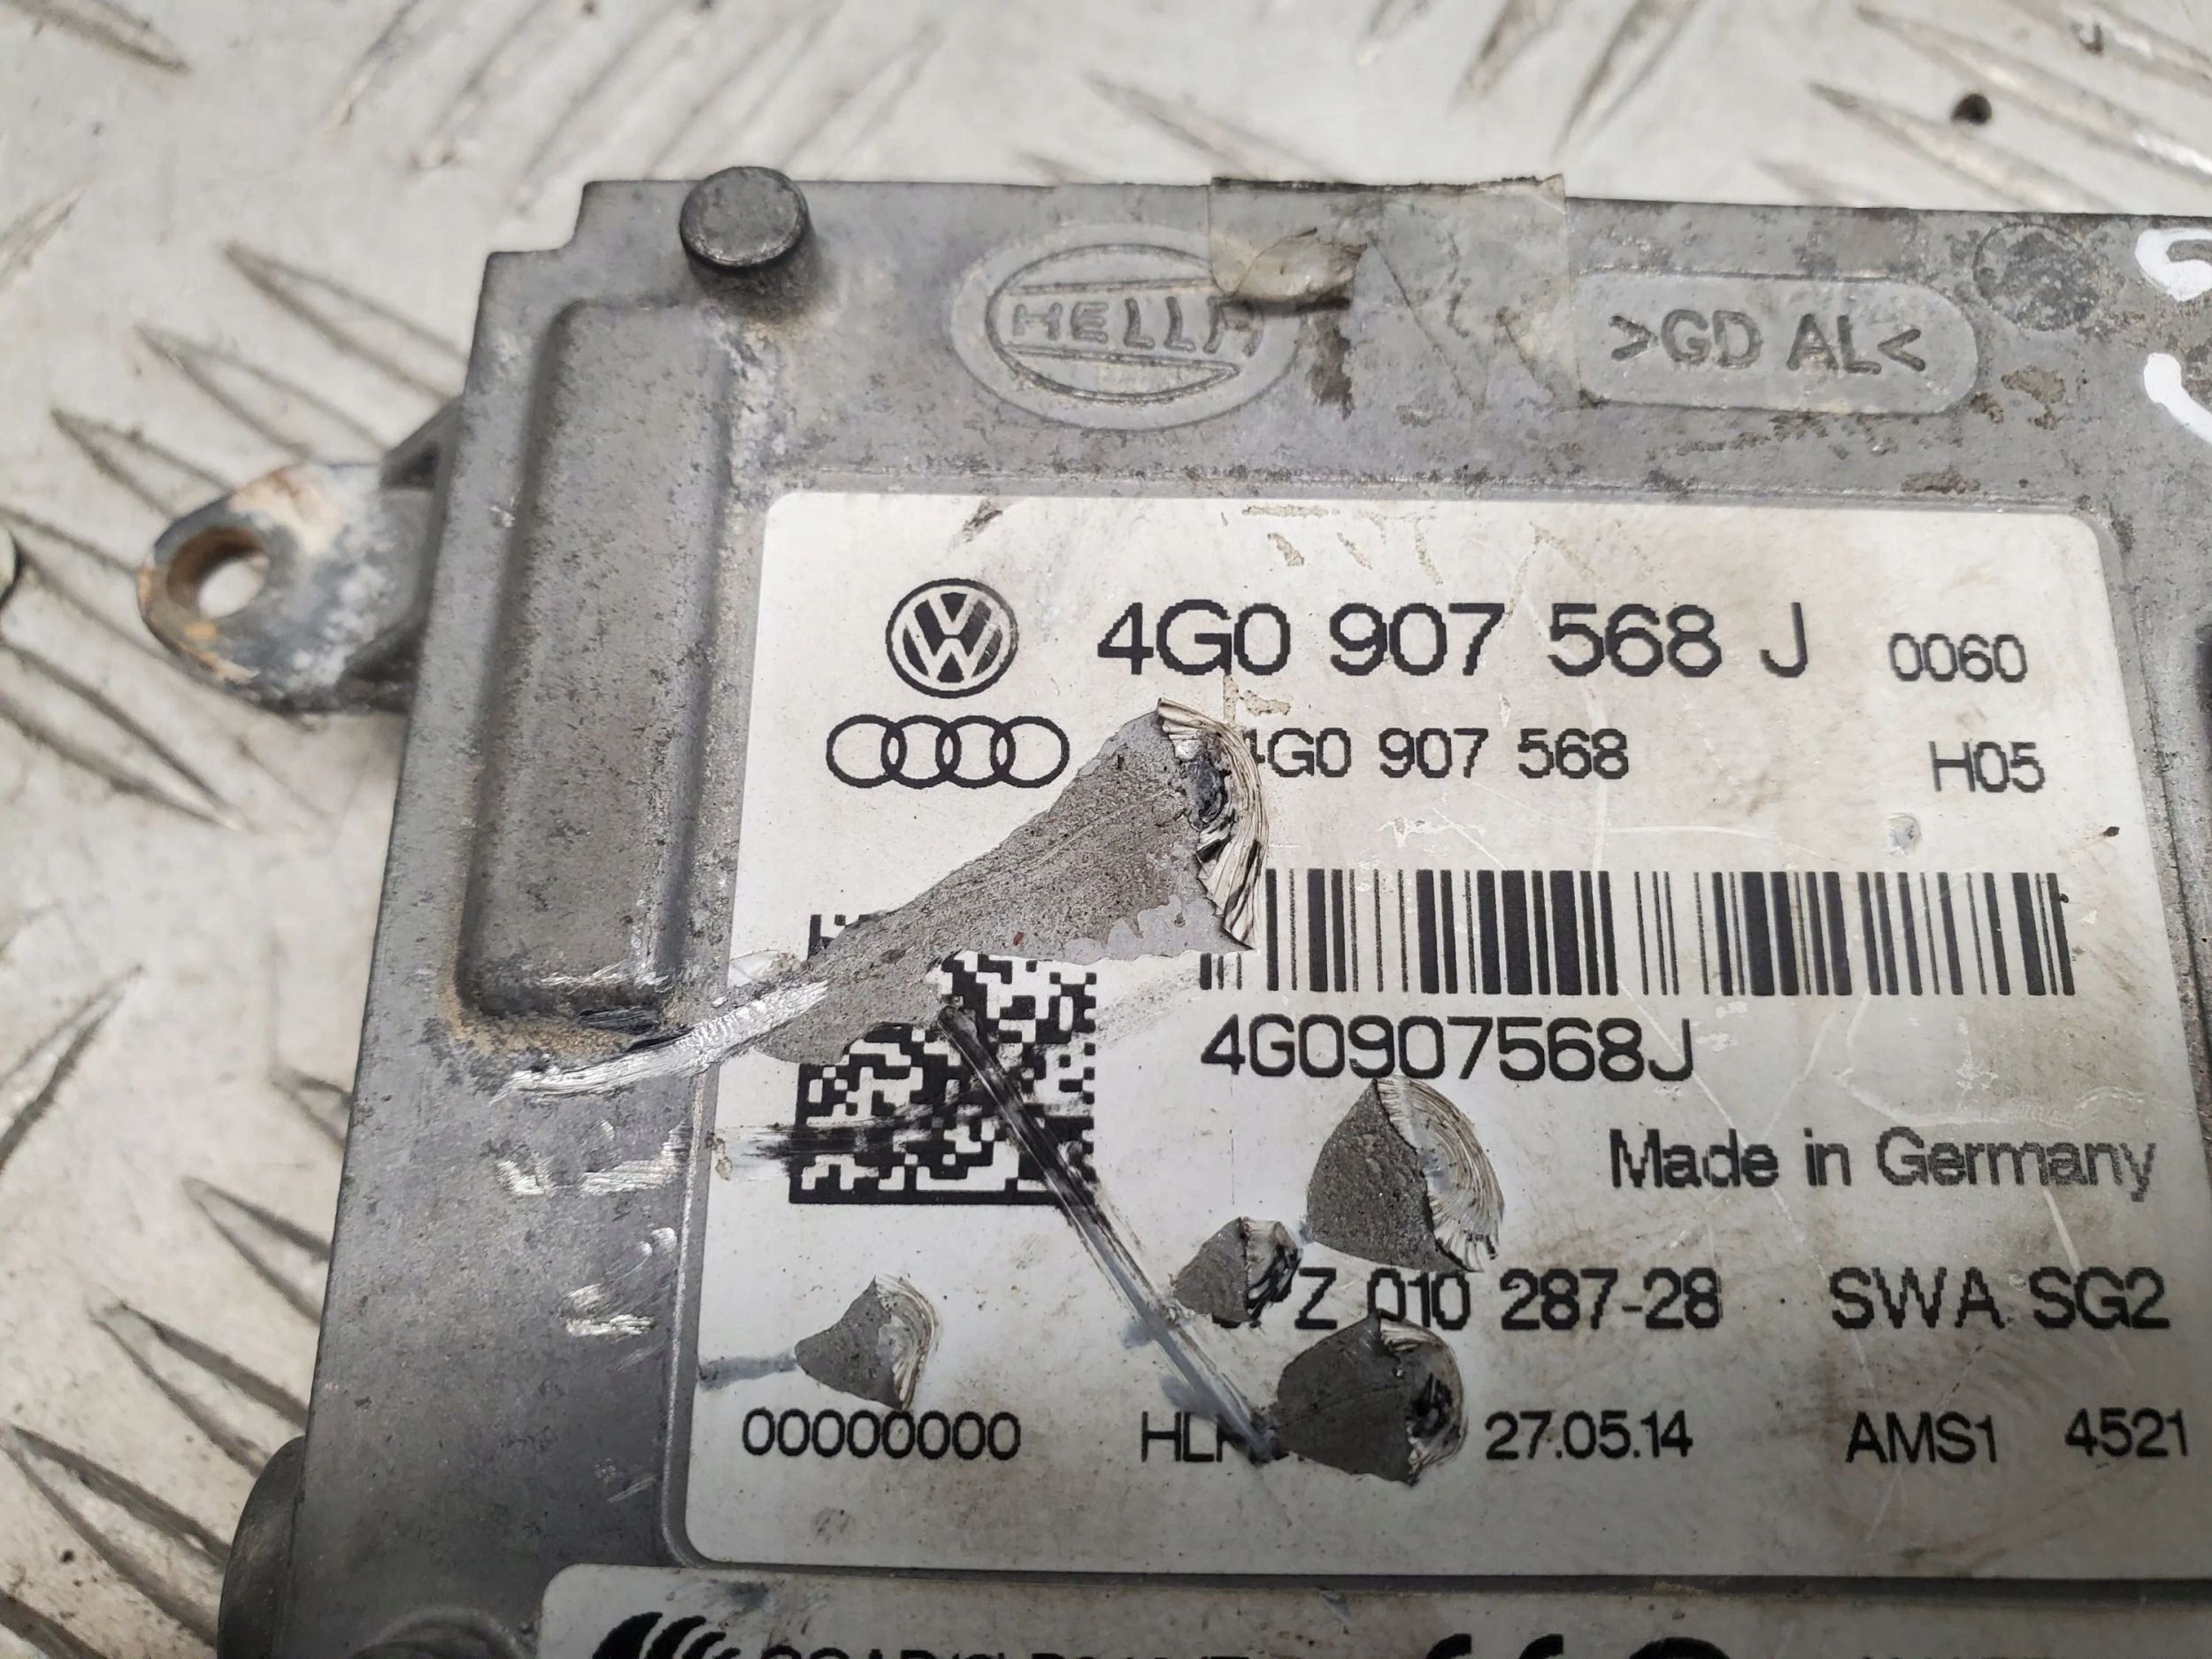 HELLA
>GD AL<
4G0 907 568 J 0060
4G0 907 568 H05
4G0907568J
Made in Germany
010 287-28 SWA SG2
00000000 27.05.14 AMS1 4521